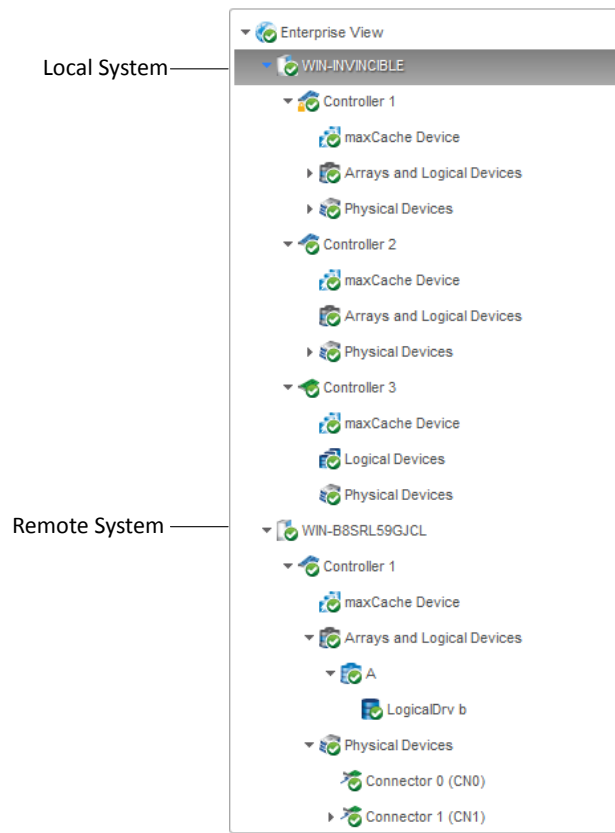 Enterprise View
Local System
WIN-INVINCIBLE
Controller 1
maxCache Device
Arrays and Logical Devices
Physical Devices
Controller 2
maxCache Device
Arrays and Logical Devices
Physical Devices
Controller 3
maxCache Device
Logical Devices
Physical Devices
Remote System
WIN-B8SRL59GJCL
Controller 1
maxCache Device
Arrays and Logical Devices
A
LogicalDrv b
Physical Devices
Connector 0 (CN0)
Connector 1 (CN1)